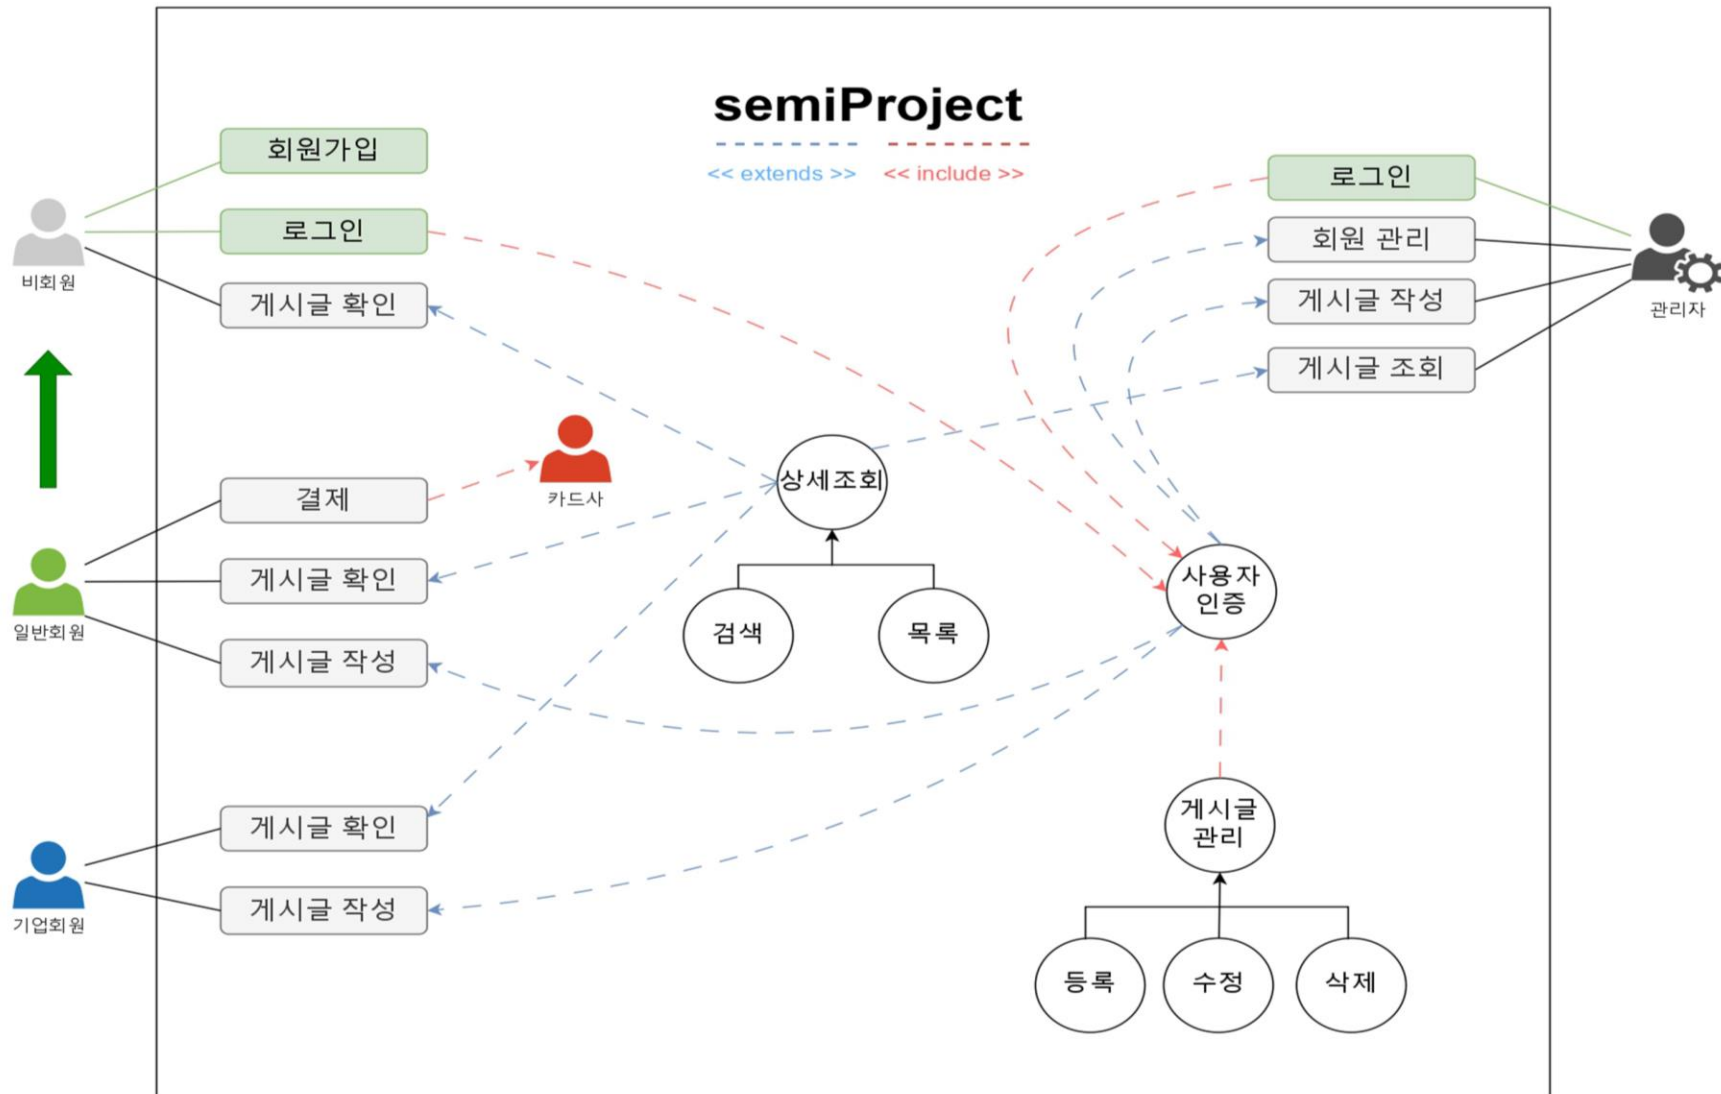 semiProject
<< extends >>
<< include >>
회원가입
로그인
게시글 확인
비회원
결제
게시글 확인
게시글 작성
일반회원
카드사
게시글 확인
게시글 작성
기업회원
상세조회
검색
목록
로그인
회원 관리
게시글 작성
게시글 조회
관리자
사용자
인증
게시글
관리
등록
수정
삭제